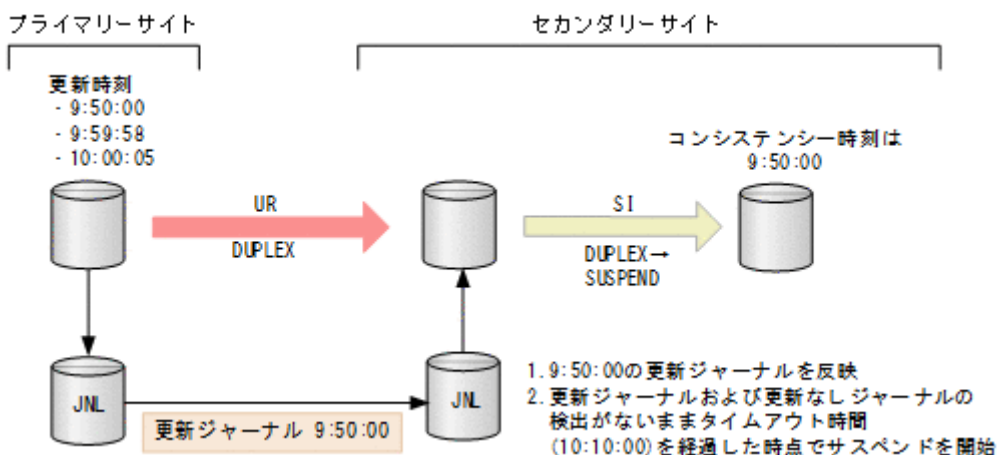 プライマリーサイト
セカンダリーサイト
更新時刻
- 9:50:00
- 9:59:58
- 10:00:05
コンシステンシー時刻は
9:50:00
UR
DUPLEX
SI
DUPLEX→
SUSPEND
JNL
JNL
更新ジャーナル 9:50:00
1.9:50:00の更新ジャーナルを反映
2.更新ジャーナルおよび更新なしジャーナルの
検出がないままタイムアウト時間
(10:10:00)を経過した時点でサスペンドを開始